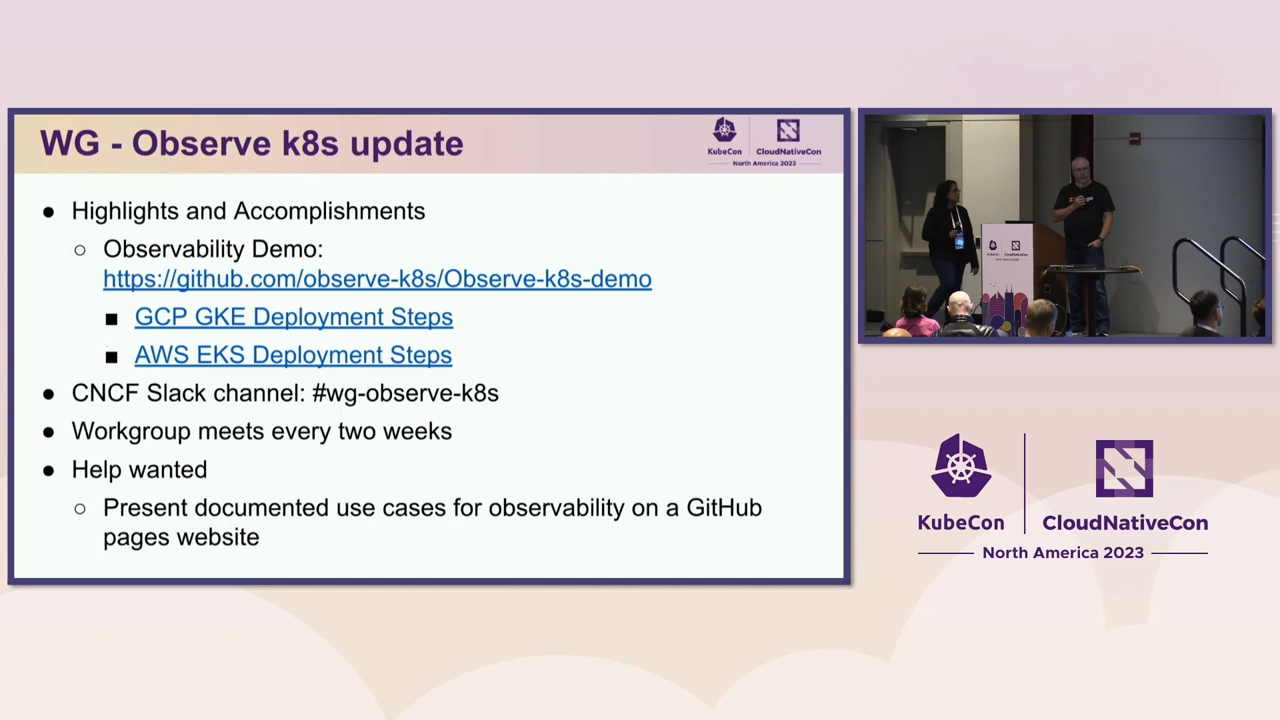 WG - Observe k8s update
KubeCon
CloudNativeCon
North America 2023
● Highlights and Accomplishments
○ Observability Demo:
https://github.com/observe-k8s/Observe-k8s-demo
■ GCP GKE Deployment Steps
■ AWS EKS Deployment Steps
● CNCF Slack channel: #wg-observe-k8s
● Workgroup meets every two weeks
● Help wanted
○ Present documented use cases for observability on a GitHub
pages website
KubeCon
CloudNativeCon
North America 2023